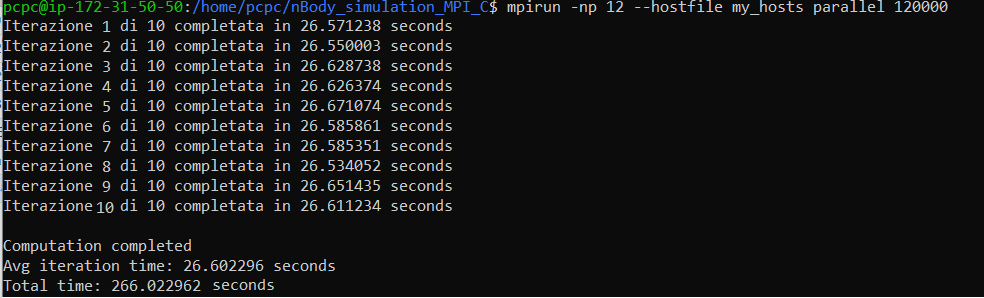 pcpc@ip-172-31-50-50:/home/pcpc/nBody_simulation_MPI_C$ mpirun -np 12 --hostfile my_hosts parallel 120000
Iterazione 1 di 10 completata in 26.571238 seconds
Iterazione 2 di 10 completata in 26.550003 seconds
Iterazione 3 di 10 completata in 26.628738 seconds
Iterazione 4 di 10 completata in 26.626374 seconds
Iterazione 5 di 10 completata in 26.671074 seconds
Iterazione 6 di 10 completata in 26.585861 seconds
Iterazione 7 di 10 completata in 26.585351 seconds
Iterazione 8 di 10 completata in 26.534052 seconds
Iterazione 9 di 10 completata in 26.651435 seconds
Iterazione 10 di 10 completata in 26.611234 seconds
Computation completed
Avg iteration time: 26.602296 seconds
Total time: 266.022962 seconds